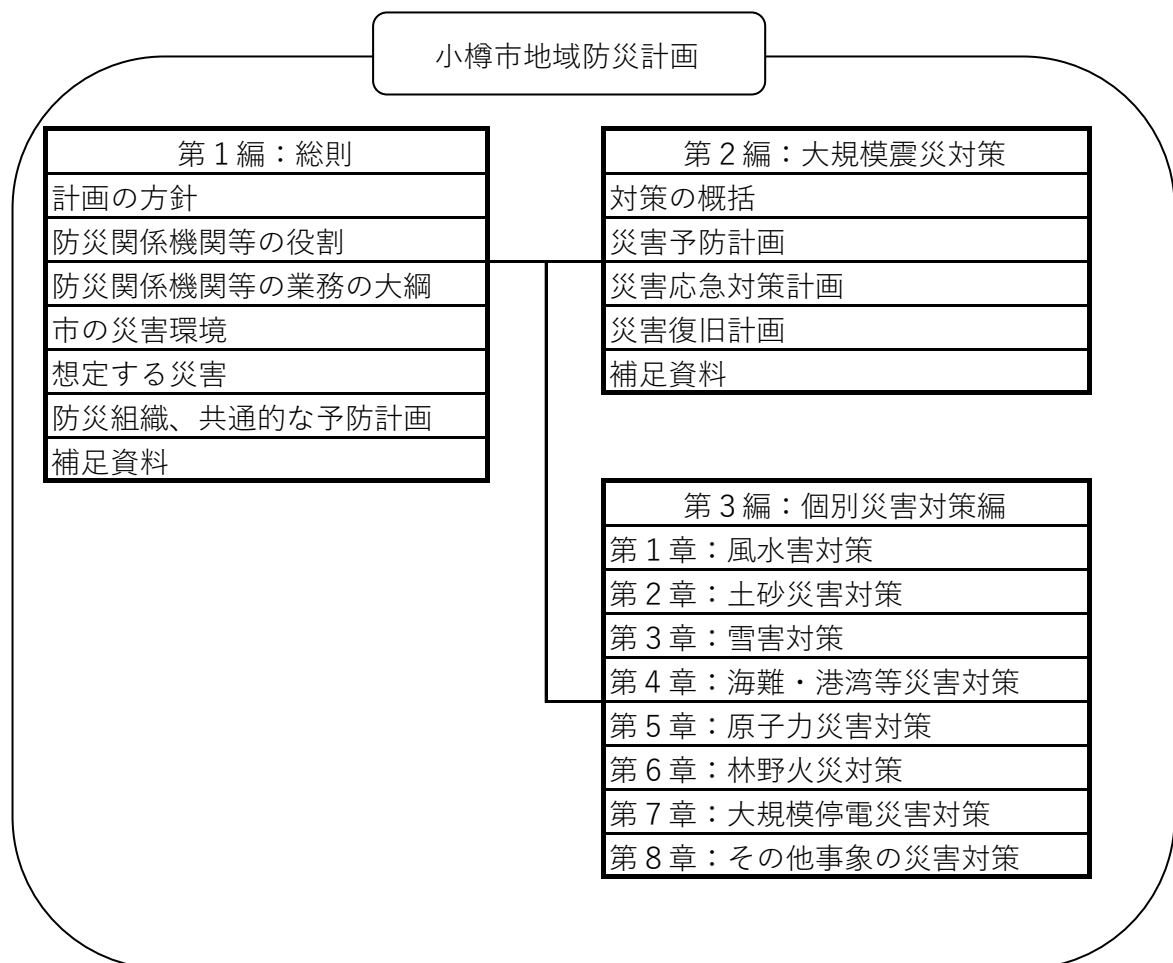 小樽市地域防災計画
第１編：総則
計画の方針
防災関係機関等の役割
防災関係機関等の業務の大綱
市の災害環境
想定する災害
防災組織、共通的な予防計画
補足資料
第２編：大規模震災対策
対策の概括
災害予防計画
災害応急対策計画
災害復旧計画
補足資料
第３編：個別災害対策編
第１章：風水害対策
第２章：土砂災害対策
第３章：雪害対策
第４章：海難・港湾等災害対策
第５章：原子力災害対策
第６章：林野火災対策
第７章：大規模停電災害対策
第８章：その他事象の災害対策